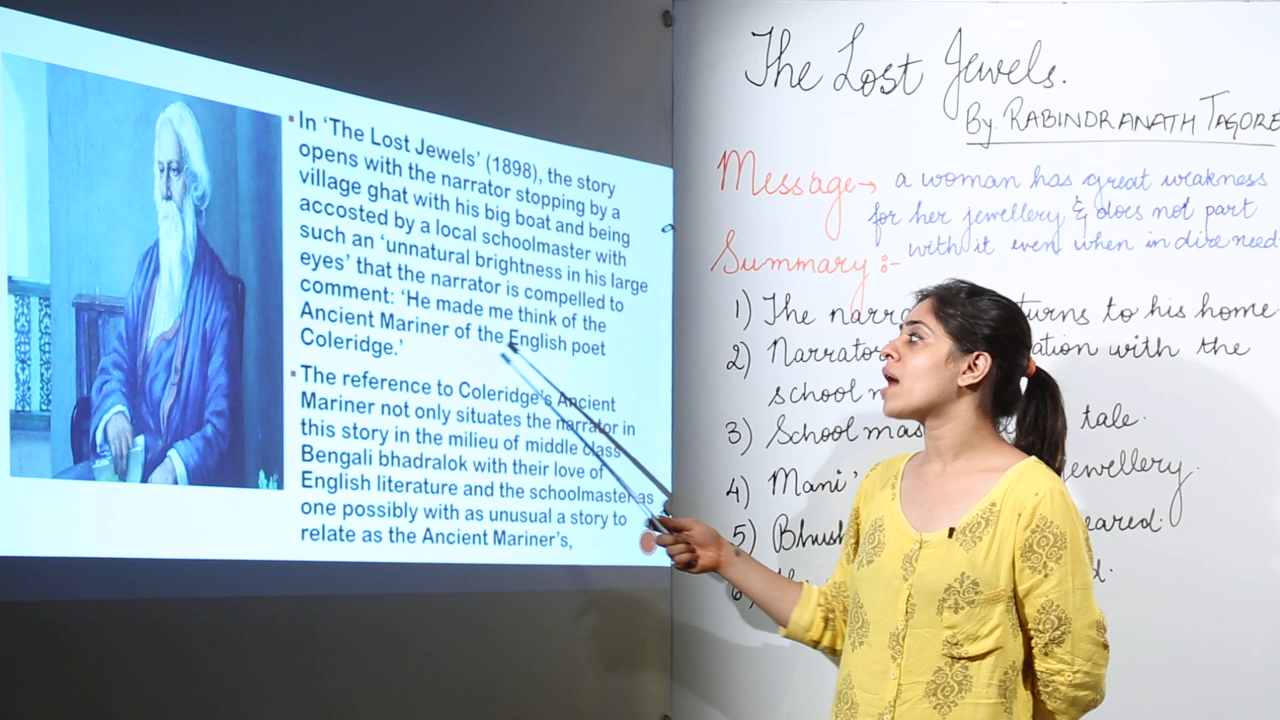 In 'The Lost Jewels' (1898), the story
opens with the narrator stopping by a
village ghat with his big boat and being
accosted by a local schoolmaster with
such an 'unnatural brightness in his large
eyes' that the narrator is compelled to
comment: 'He made me think of the
Ancient Mariner of the English poet
Coleridge.'
The reference to Coleridge's Ancient
Mariner not only situates the narrator in
this story in the milieu of middle class
Bengali bhadralok with their love of
English literature and the schoolmaster as
one possibly with as unusual a story to
relate as the Ancient Mariner's,
The Lost Jewels.
By. RABINDRANATH TAGORE
Message → a woman has great weakness
for her jewellery & does not part
with it even when in dire need
Summary :-
1) The turns to his home
2) Narrator with the
school
3) School tale.
4) Mani's jewellery.
5)
6)